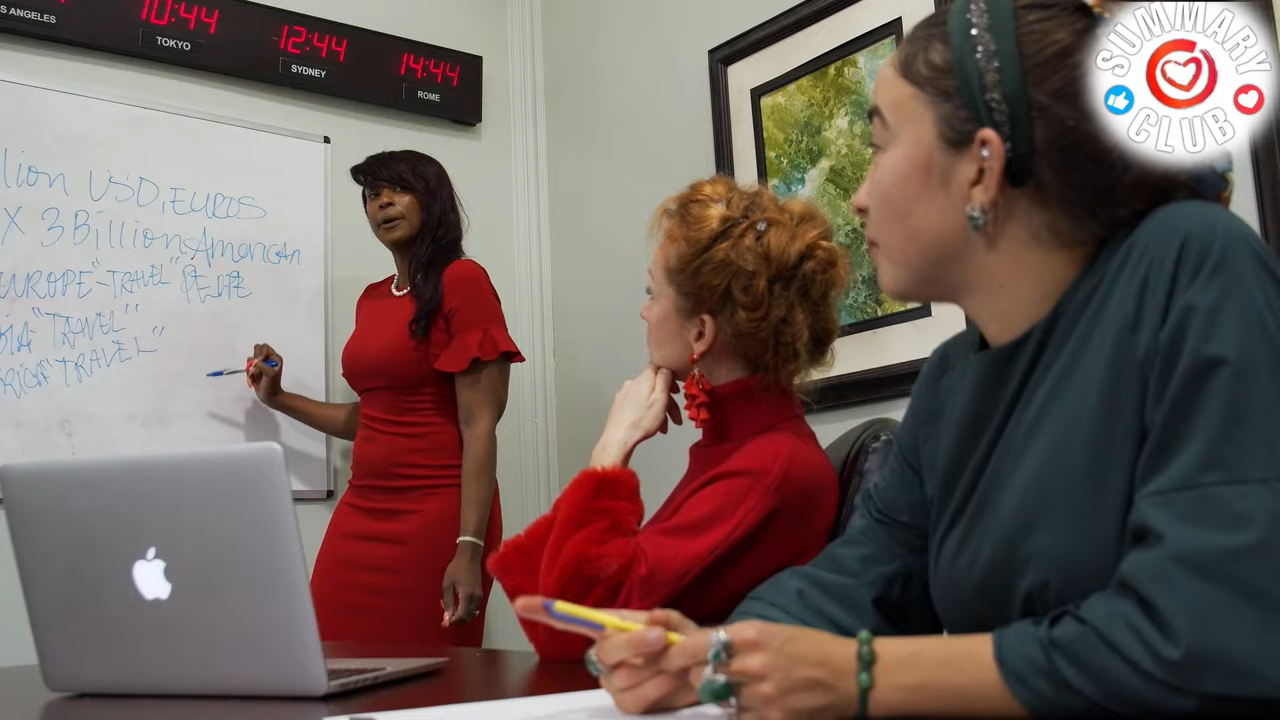 S ANGELES
10:44
TOKYO
12:44
SYDNEY
14:44
ROME
llion USD, EUROS
X 3 Billion American
UROPE "TRAVEL" PEOPLE
"TRAVEL"
"TRAVEL"
SUMMARY
CLUB